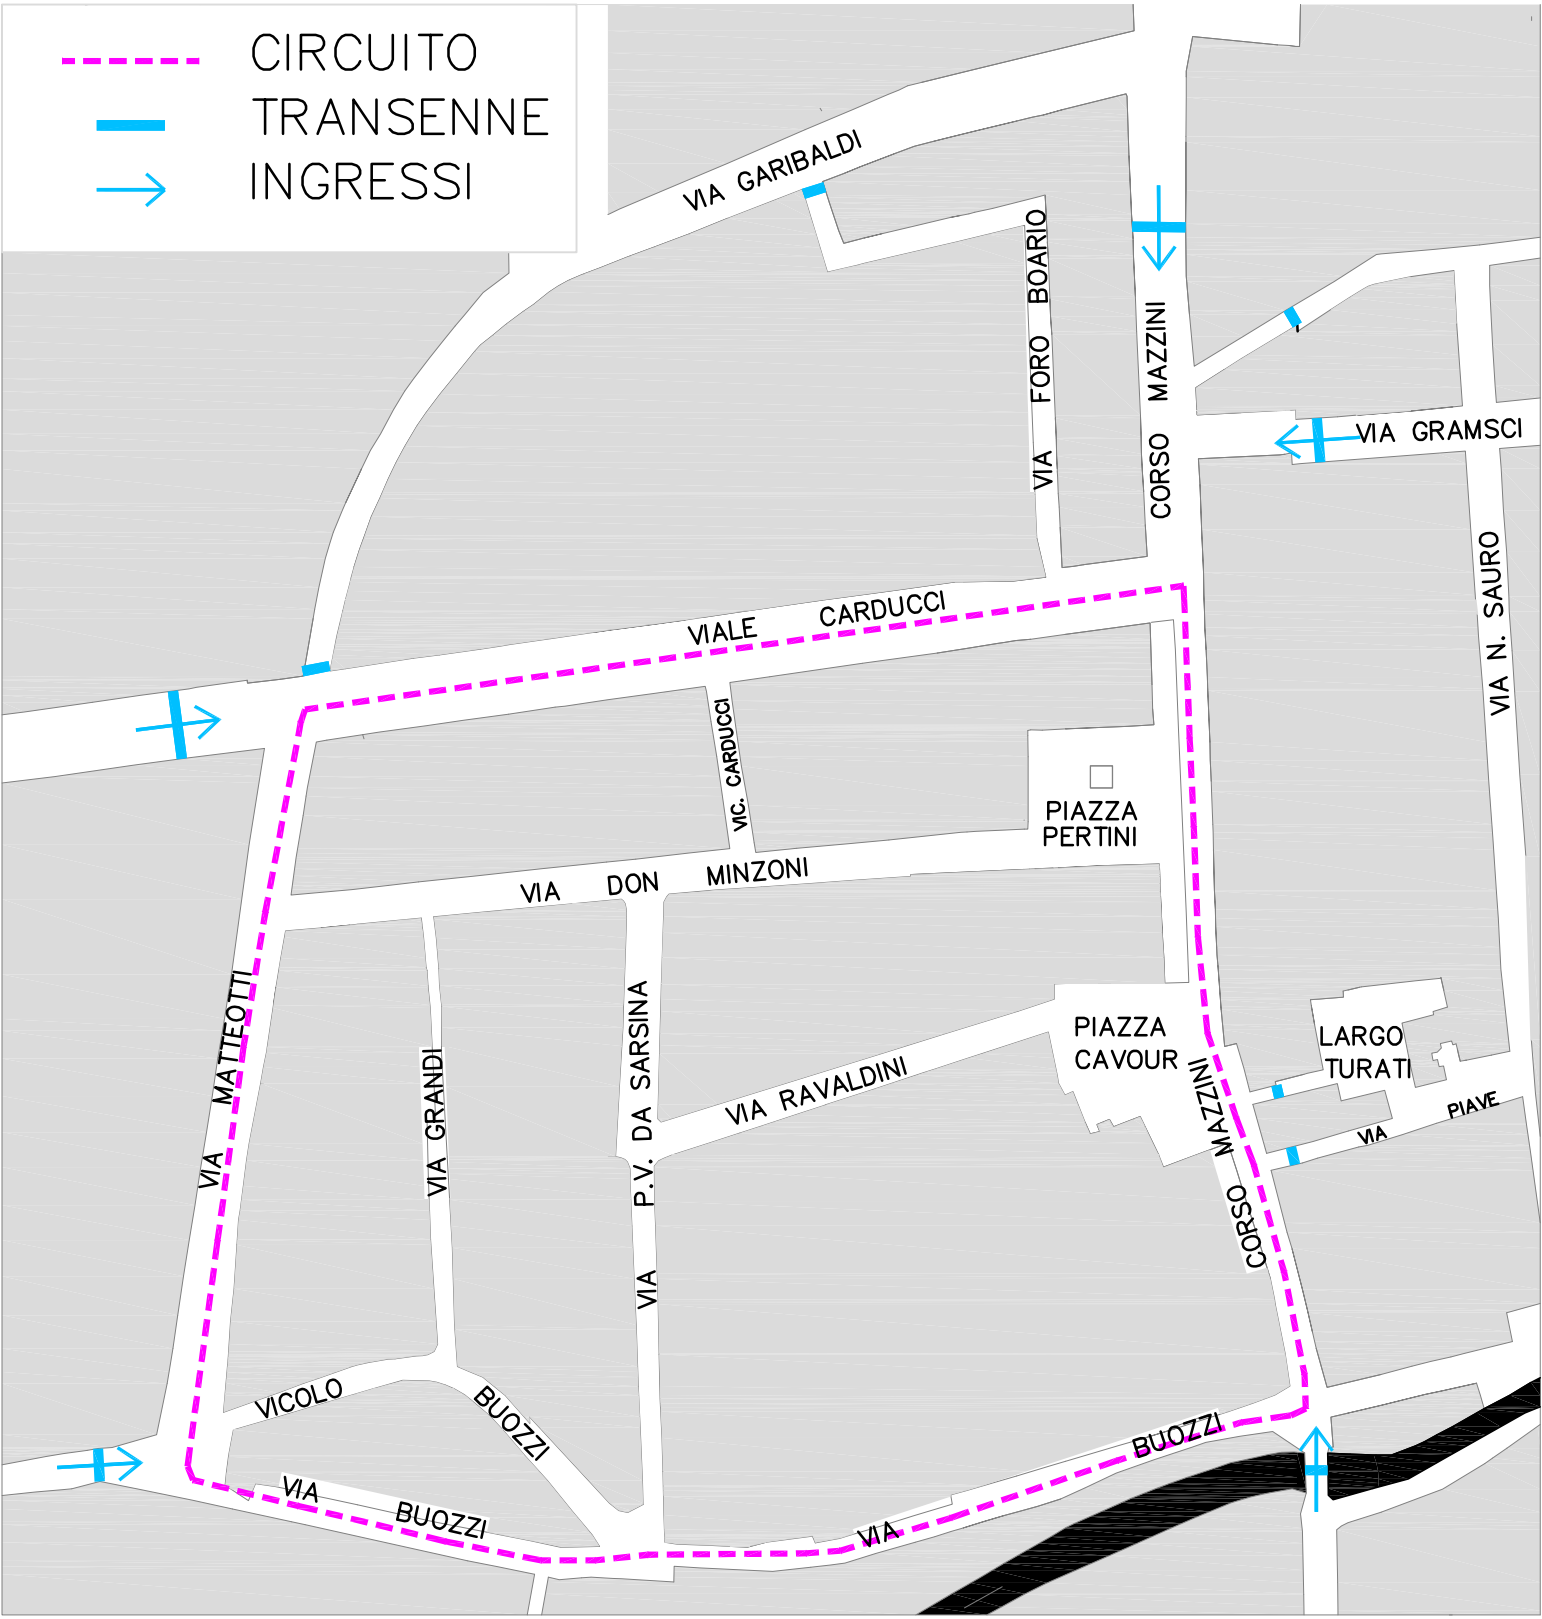 CIRCUITO
TRANSENNE
INGRESSI
VIA GARIBALDI
VIA FORO BOARIO
CORSO MAZZINI
VIA GRAMSCI
VIA N. SAURO
VIALE CARDUCCI
VIC. CARDUCCI
PIAZZA
PERTINI
VIA DON MINZONI
VIA MATTEOTTI
VIA GRANDI
VIA P.V. DA SARSINA
VIA RAVALDINI
PIAZZA
CAVOUR
CORSO MAZZINI
LARGO
TURATI
VIA PIAVE
VICOLO BUOZZI
VIA BUOZZI
VIA BUOZZI